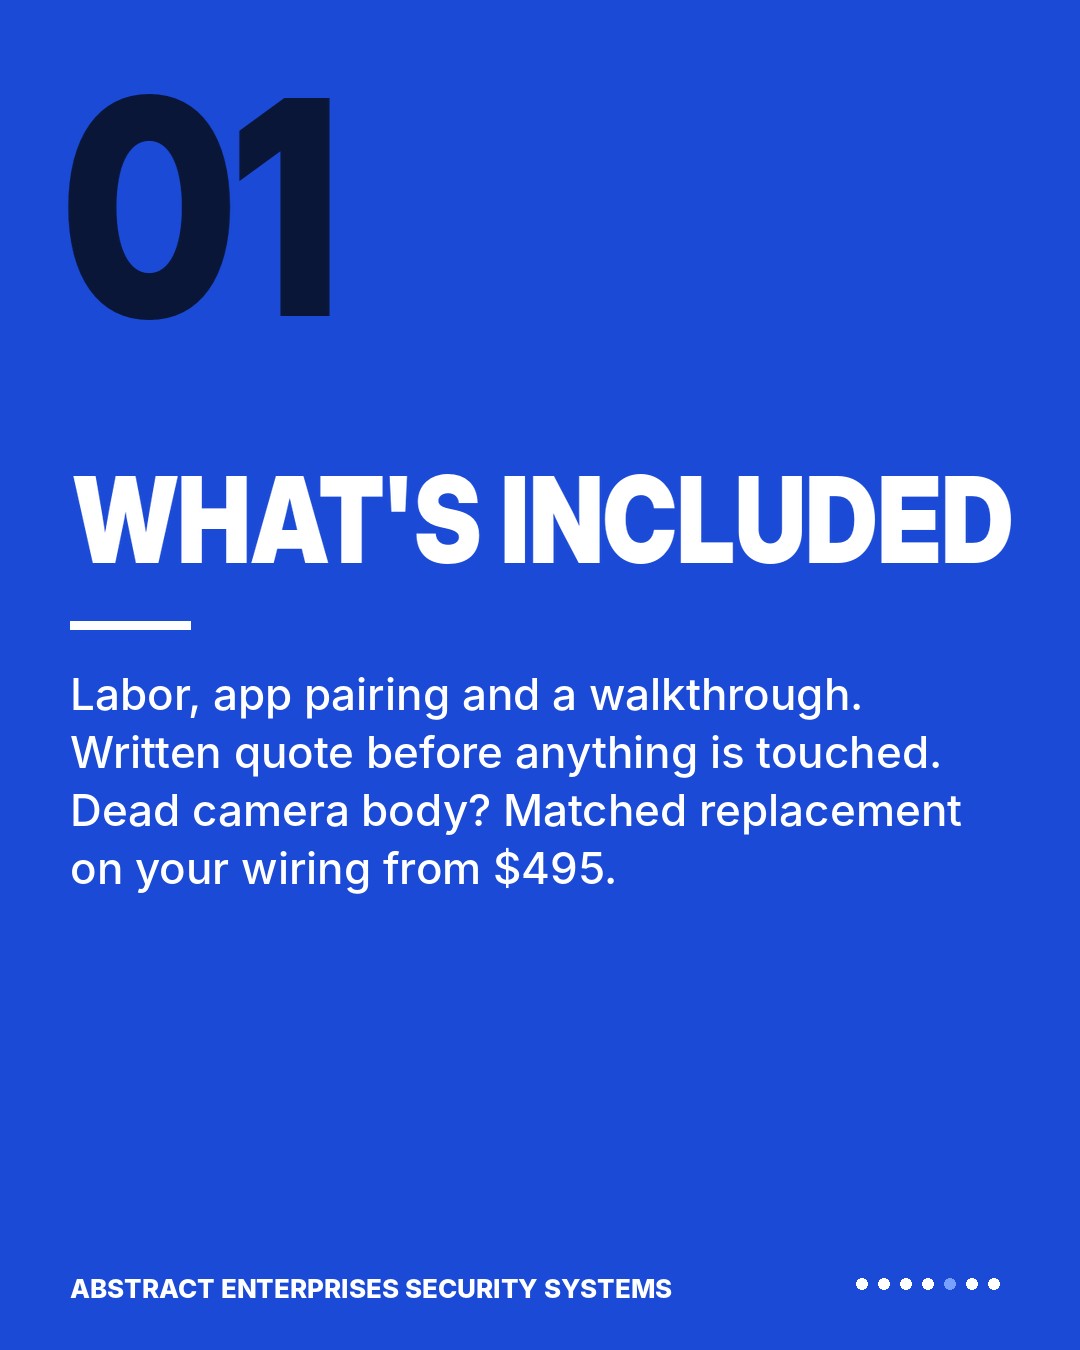 01
WHAT'S INCLUDED
Labor, app pairing and a walkthrough.
Written quote before anything is touched.
Dead camera body? Matched replacement
on your wiring from $495.
ABSTRACT ENTERPRISES SECURITY SYSTEMS